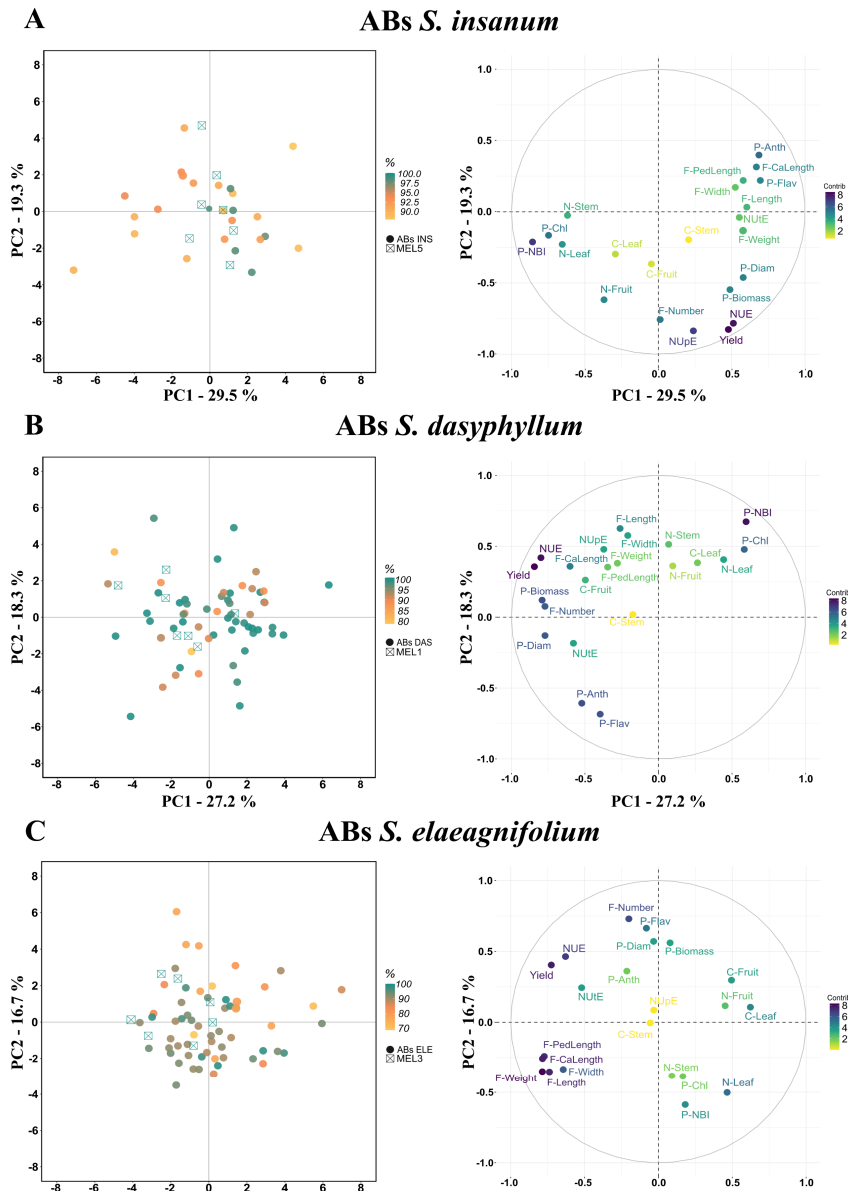 A
ABs S. insanum
8
6
4
2
0
-2
-4
-6
-8
PC2 - 19.3 %
-8
-6
-4
-2
0
2
4
6
8
PC1 - 29.5 %
%
100.0
97.5
95.0
92.5
90.0
ABs INS
MEL5
1.0
0.5
0.0
-0.5
-1.0
PC2 - 19.3 %
P-Anth
F-PedLength
F-CaLength
P-Flav
F-Width
F-Length
N-Stem
NUtE
P-Chl
C-Stem
F-Weight
P-NBI
N-Leaf
C-Leaf
C-Fruit
P-Diam
N-Fruit
P-Biomass
F-Number
NUE
NUpE
Yield
-1.0
-0.5
0.0
0.5
1.0
PC1 - 29.5 %
Contrib
8
6
4
2
B
ABs S. dasyphyllum
8
6
4
2
0
-2
-4
-6
-8
PC2 - 18.3 %
-8
-6
-4
-2
0
2
4
6
8
PC1 - 27.2 %
%
100
95
90
85
80
ABs DAS
MEL1
1.0
0.5
0.0
-0.5
-1.0
PC2 - 18.3 %
P-NBI
F-Length
NUpE
F-Width
N-Stem
P-Chl
NUE
F-CaLength
F-Weight
C-Leaf
Yield
F-PedLength
N-Fruit
N-Leaf
P-Biomass
C-Fruit
F-Number
C-Stem
P-Diam
NUtE
P-Anth
P-Flav
-1.0
-0.5
0.0
0.5
1.0
PC1 - 27.2 %
Contrib
8
6
4
2
C
ABs S. elaeagnifolium
8
6
4
2
0
-2
-4
-6
-8
PC2 - 16.7 %
-8
-6
-4
-2
0
2
4
6
8
%
100
90
80
70
ABs ELE
MEL3
1.0
0.5
0.0
-0.5
-1.0
PC2 - 16.7 %
F-Number
P-Flav
NUE
P-Diam
P-Biomass
Yield
P-Anth
C-Fruit
NUtE
NUpE
N-Fruit
C-Leaf
C-Stem
F-PedLength
F-CaLength
F-Weight
F-Length
F-Width
N-Stem
P-Chl
N-Leaf
P-NBI
-1.0
-0.5
0.0
0.5
1.0
Contrib
8
6
4
2